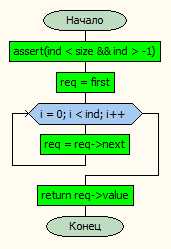 Начало
assert(ind < size && ind > -1)
req = first
i = 0; i < ind; i++
req = req->next
return req->value
Конец